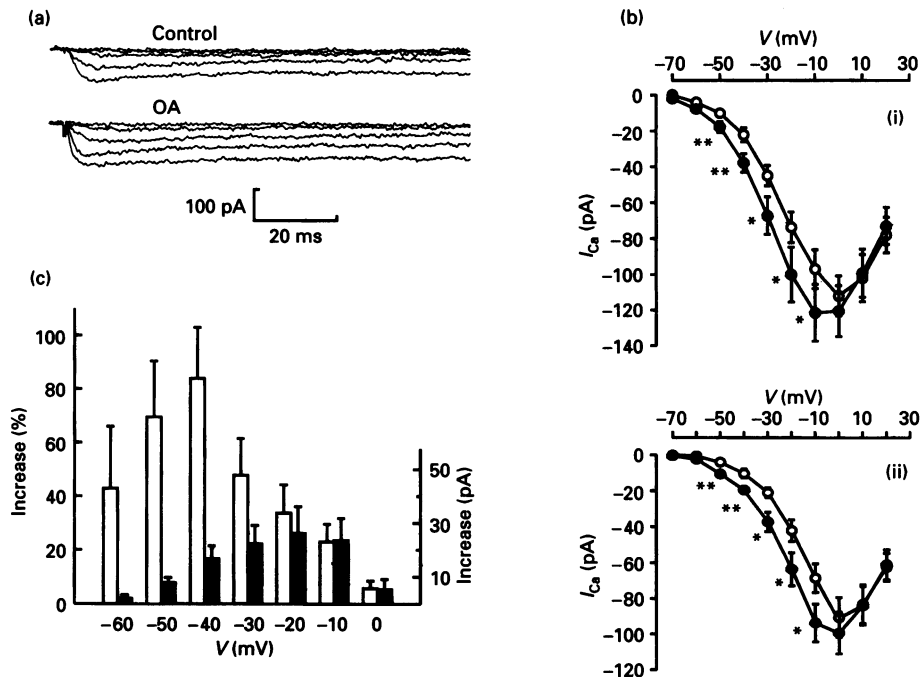 (a)
Control
OA
100 pA
20 ms
(b)
V (mV)
−70 −50 −30 −10 10 30
(i)
0
−20
−40
−60
−80
−100
−120
−140
I_Ca (pA)
**
**
*
*
*
(c)
100
80
60
40
20
0
Increase (%)
50
30
10
Increase (pA)
−60 −50 −40 −30 −20 −10 0
V (mV)
V (mV)
−70 −50 −30 −10 10 30
(ii)
0
−20
−40
−60
−80
−100
−120
I_Ca (pA)
**
**
*
*
*